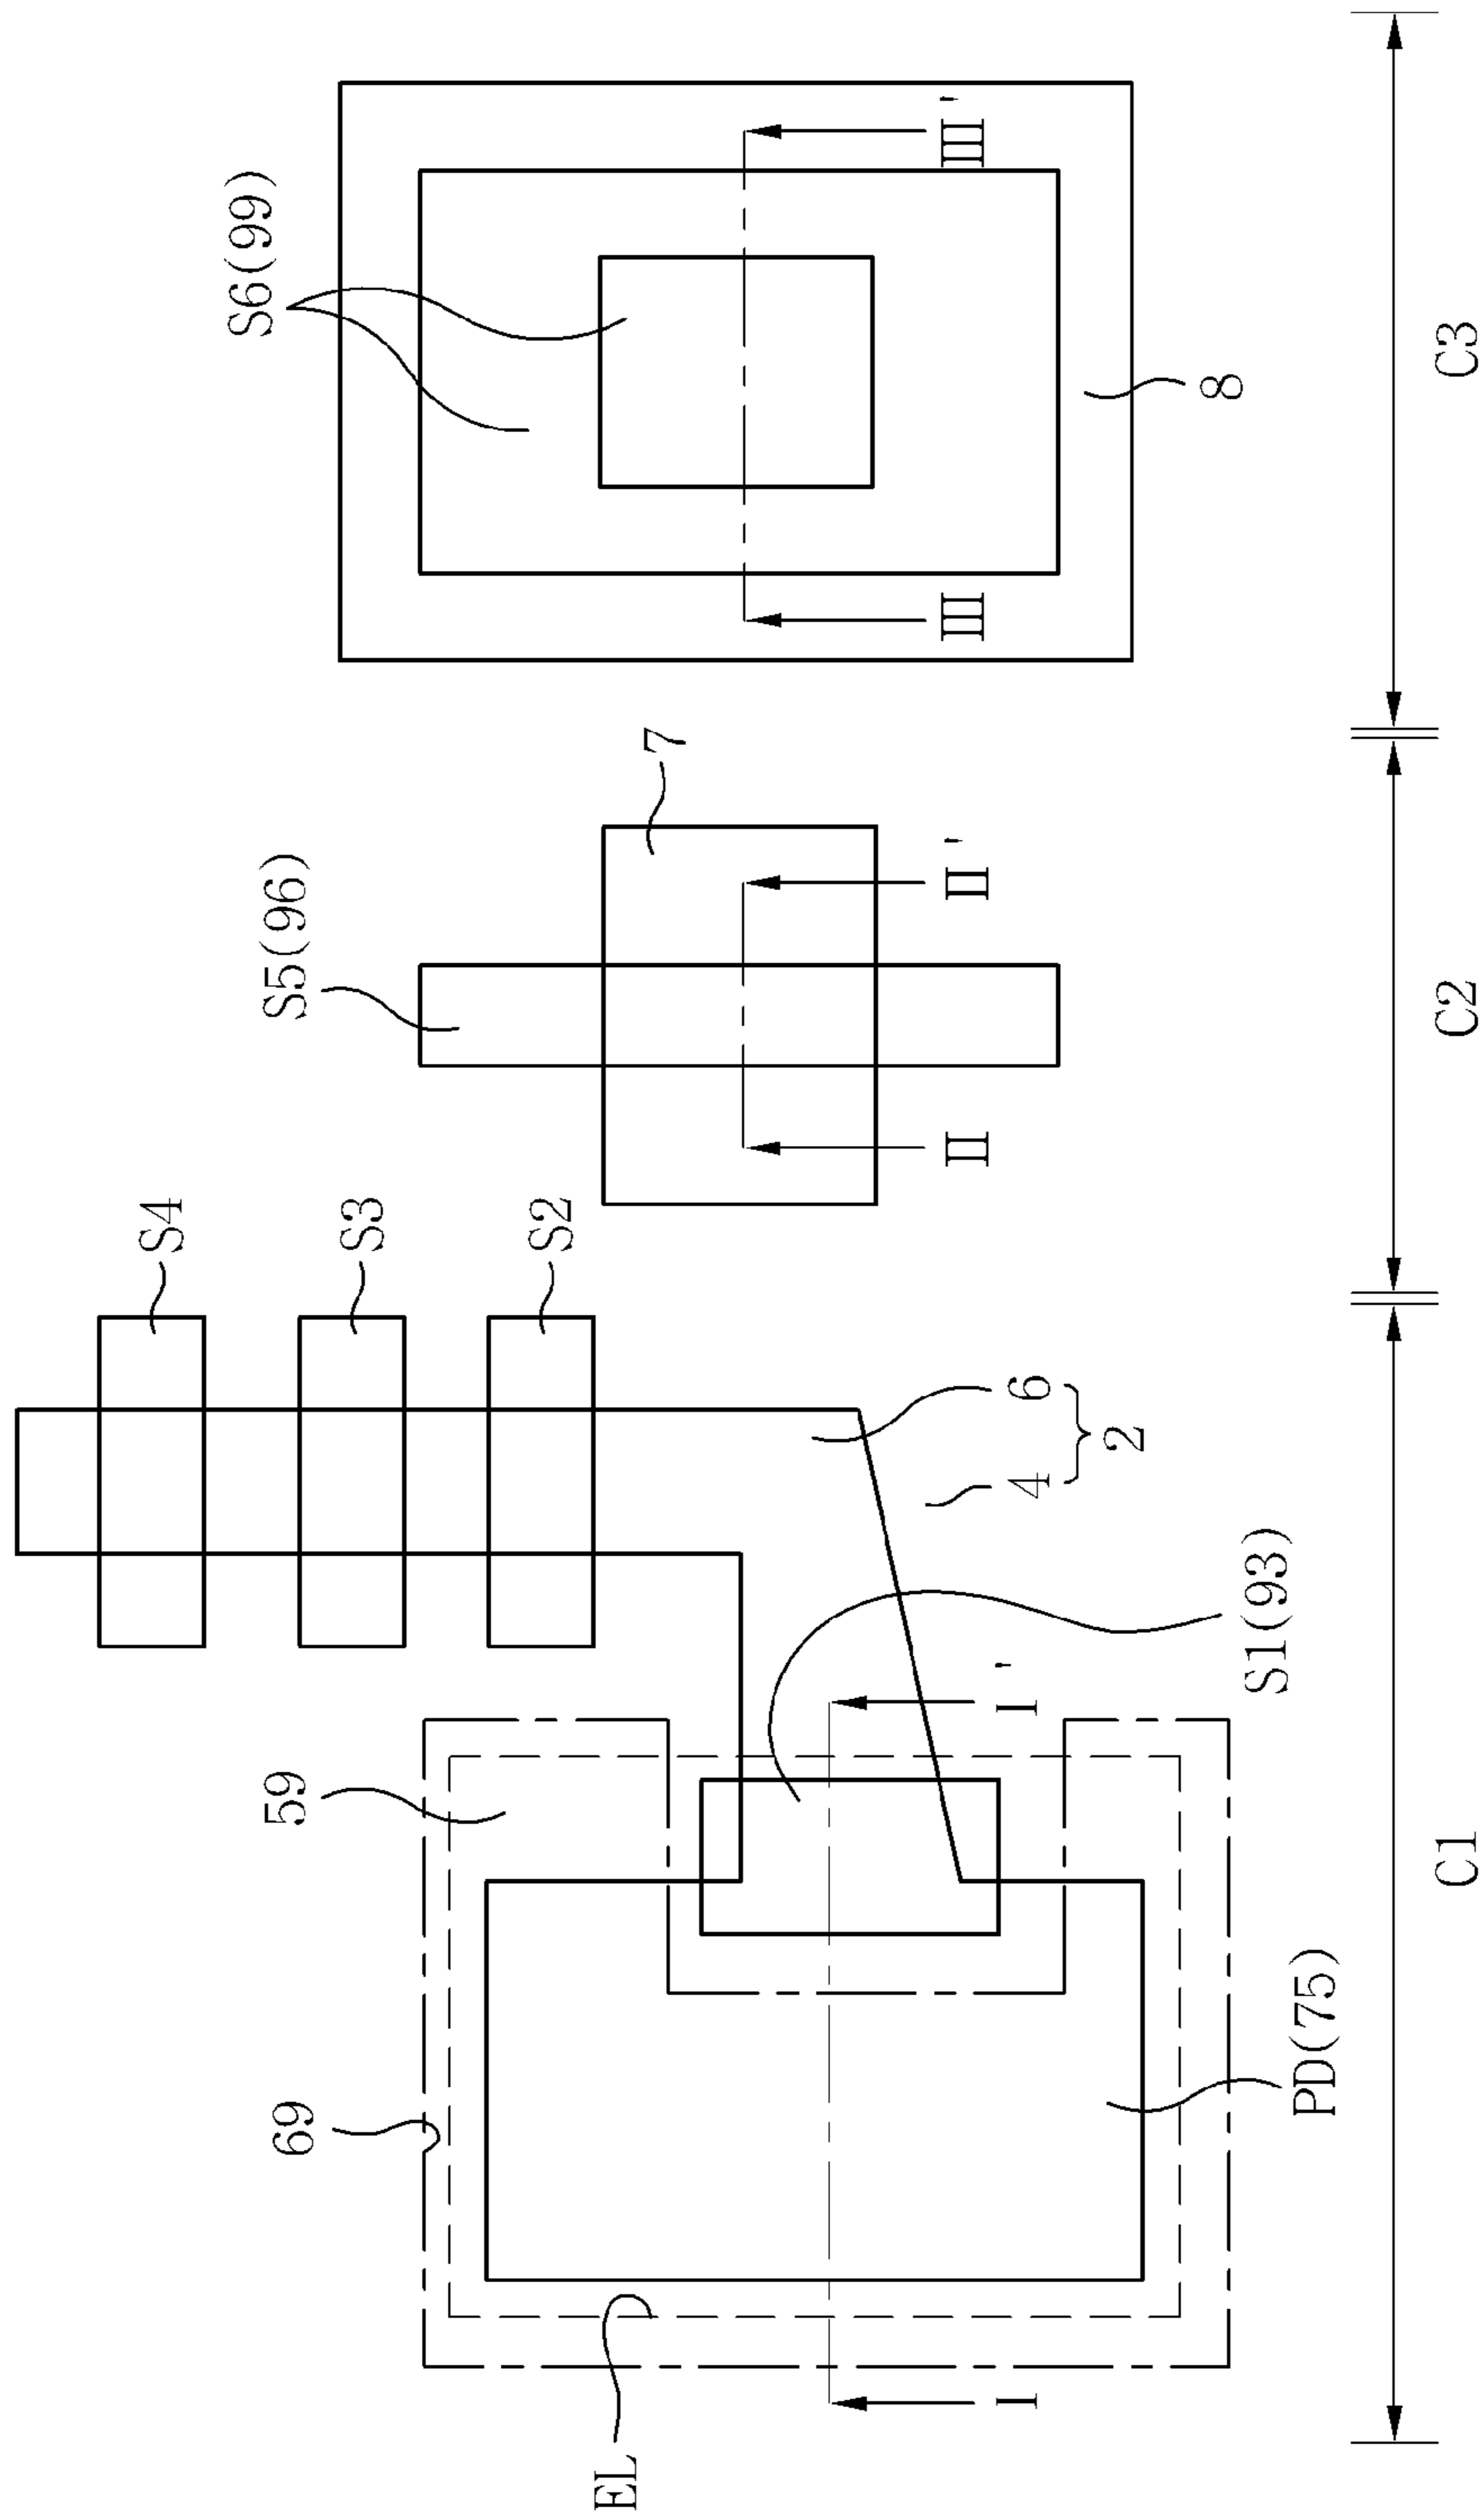 S4
S3
S2
S5(96)
7
S6(99)
EL
69
59
I
I'
II
II'
III
III'
S1(93)
4
6
2
PD(75)
8
C1
C2
C3